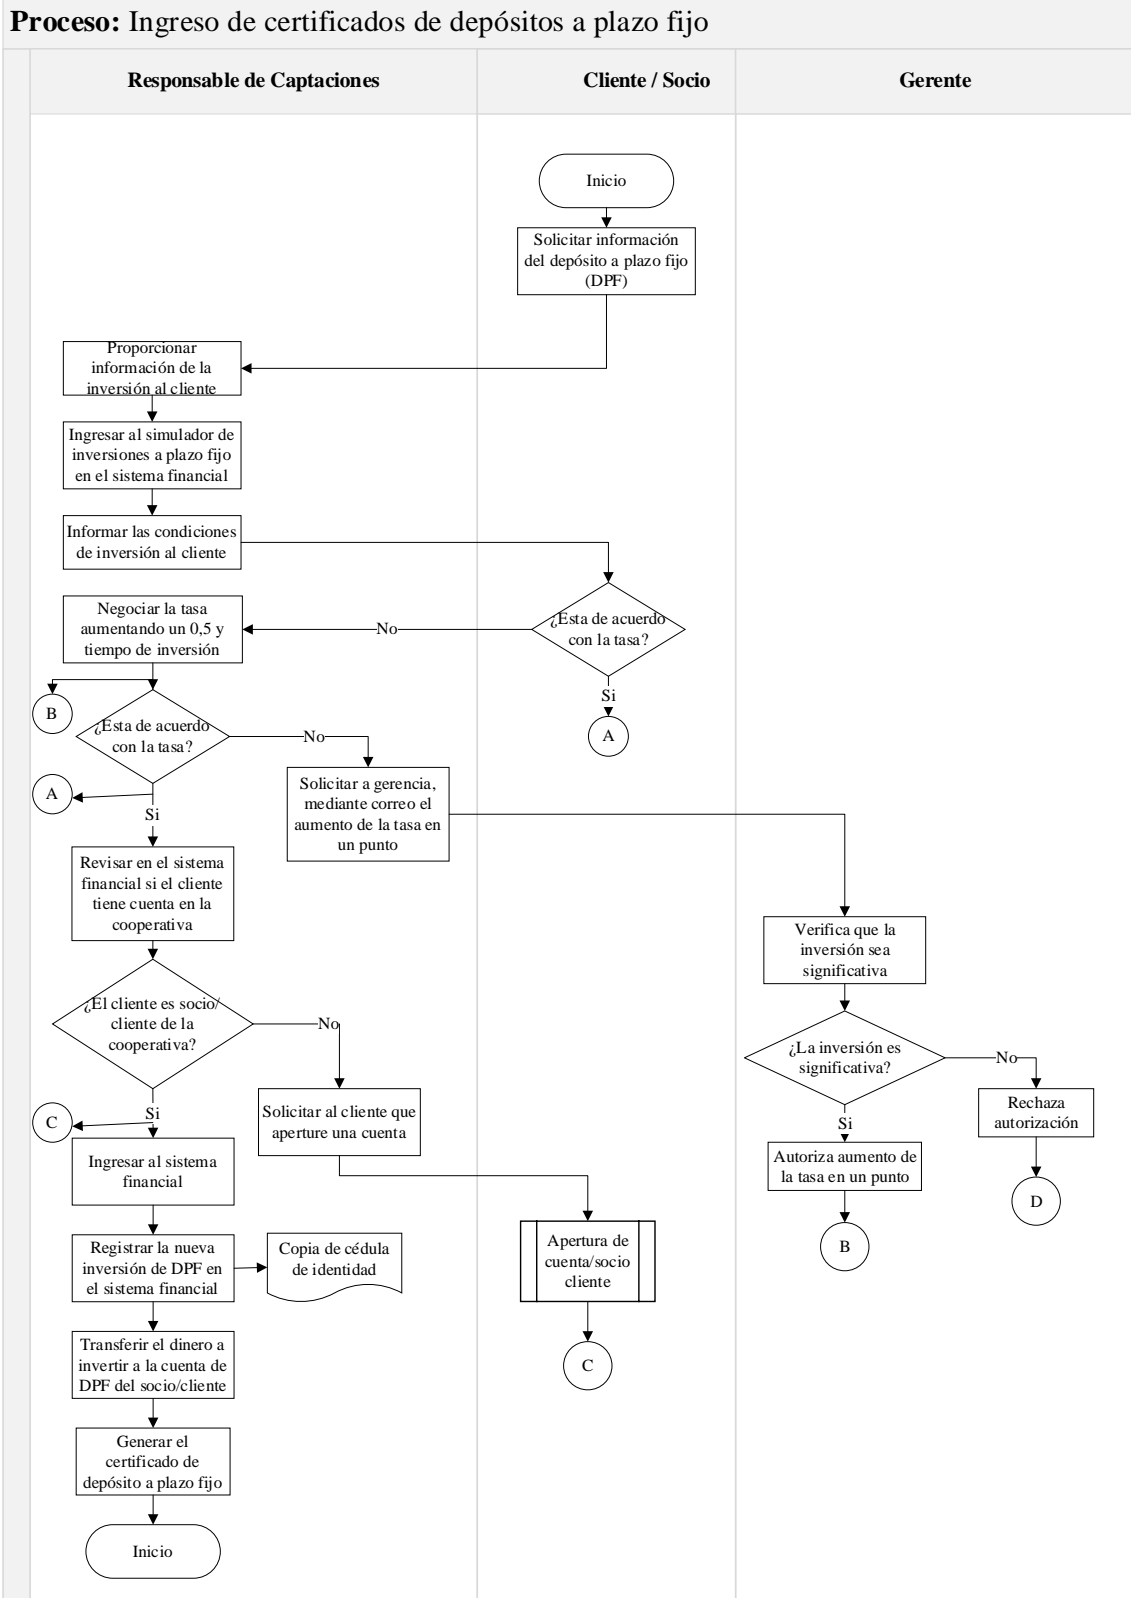 Proceso: Ingreso de certificados de depósitos a plazo fijo
Responsable de Captaciones
Cliente / Socio
Gerente
Inicio
Solicitar información
del depósito a plazo fijo
(DPF)
Proporcionar
información de la
inversión al cliente
Ingresar al simulador de
inversiones a plazo fijo
en el sistema financial
Informar las condiciones
de inversión al cliente
¿Esta de acuerdo
con la tasa?
No
Si
A
Negociar la tasa
aumentando un 0,5 y
tiempo de inversión
B
¿Esta de acuerdo
con la tasa?
No
A
Si
Solicitar a gerencia,
mediante correo el
aumento de la tasa en
un punto
Revisar en el sistema
financial si el cliente
tiene cuenta en la
cooperativa
Verifica que la
inversión sea
significativa
¿El cliente es socio/
cliente de la
cooperativa?
No
¿La inversión es
significativa?
No
Si
Rechaza
autorización
D
Autoriza aumento de
la tasa en un punto
B
Solicitar al cliente que
aperture una cuenta
C
Si
Ingresar al sistema
financial
Apertura de
cuenta/socio
cliente
C
Registrar la nueva
inversión de DPF en
el sistema financial
Copia de cédula
de identidad
Transferir el dinero a
invertir a la cuenta de
DPF del socio/cliente
Generar el
certificado de
depósito a plazo fijo
Inicio